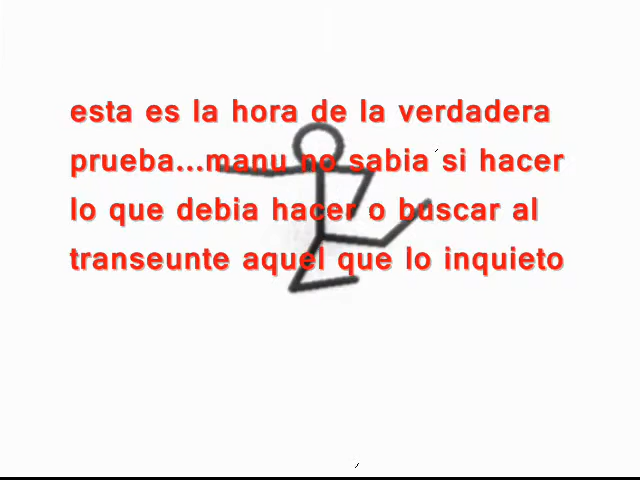 esta es la hora de la verdadera
prueba...manu no sabia si hacer
lo que debia hacer o buscar al
transeunte aquel que lo inquieto